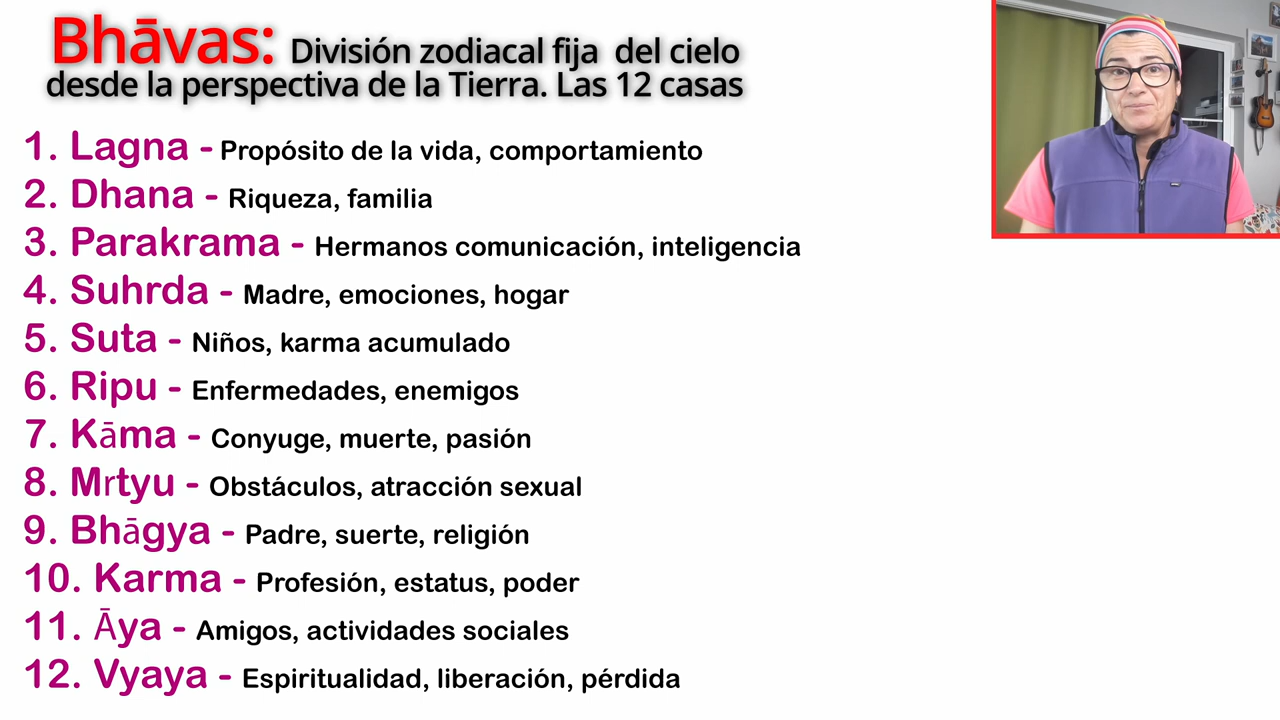 Bhāvas: División zodiacal fija del cielo
desde la perspectiva de la Tierra. Las 12 casas
1. Lagna - Propósito de la vida, comportamiento
2. Dhana - Riqueza, familia
3. Parakrama - Hermanos comunicación, inteligencia
4. Suhrda - Madre, emociones, hogar
5. Suta - Niños, karma acumulado
6. Ripu - Enfermedades, enemigos
7. Kāma - Conyuge, muerte, pasión
8. Mrtyu - Obstáculos, atracción sexual
9. Bhāgya - Padre, suerte, religión
10. Karma - Profesión, estatus, poder
11. Āya - Amigos, actividades sociales
12. Vyaya - Espiritualidad, liberación, pérdida